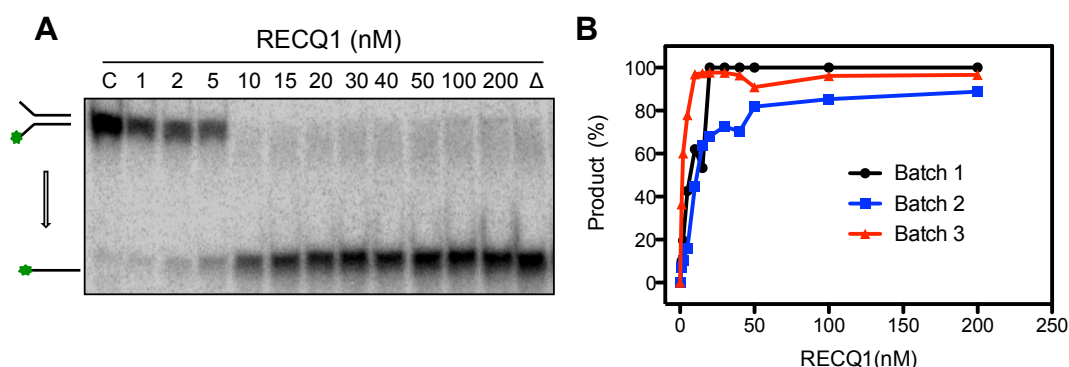 A
RECQ1 (nM)
C 1 2 5 10 15 20 30 40 50 100 200 Δ
B
100
80
60
40
20
0
Product (%)
Batch 1
Batch 2
Batch 3
0 50 100 150 200 250
RECQ1(nM)